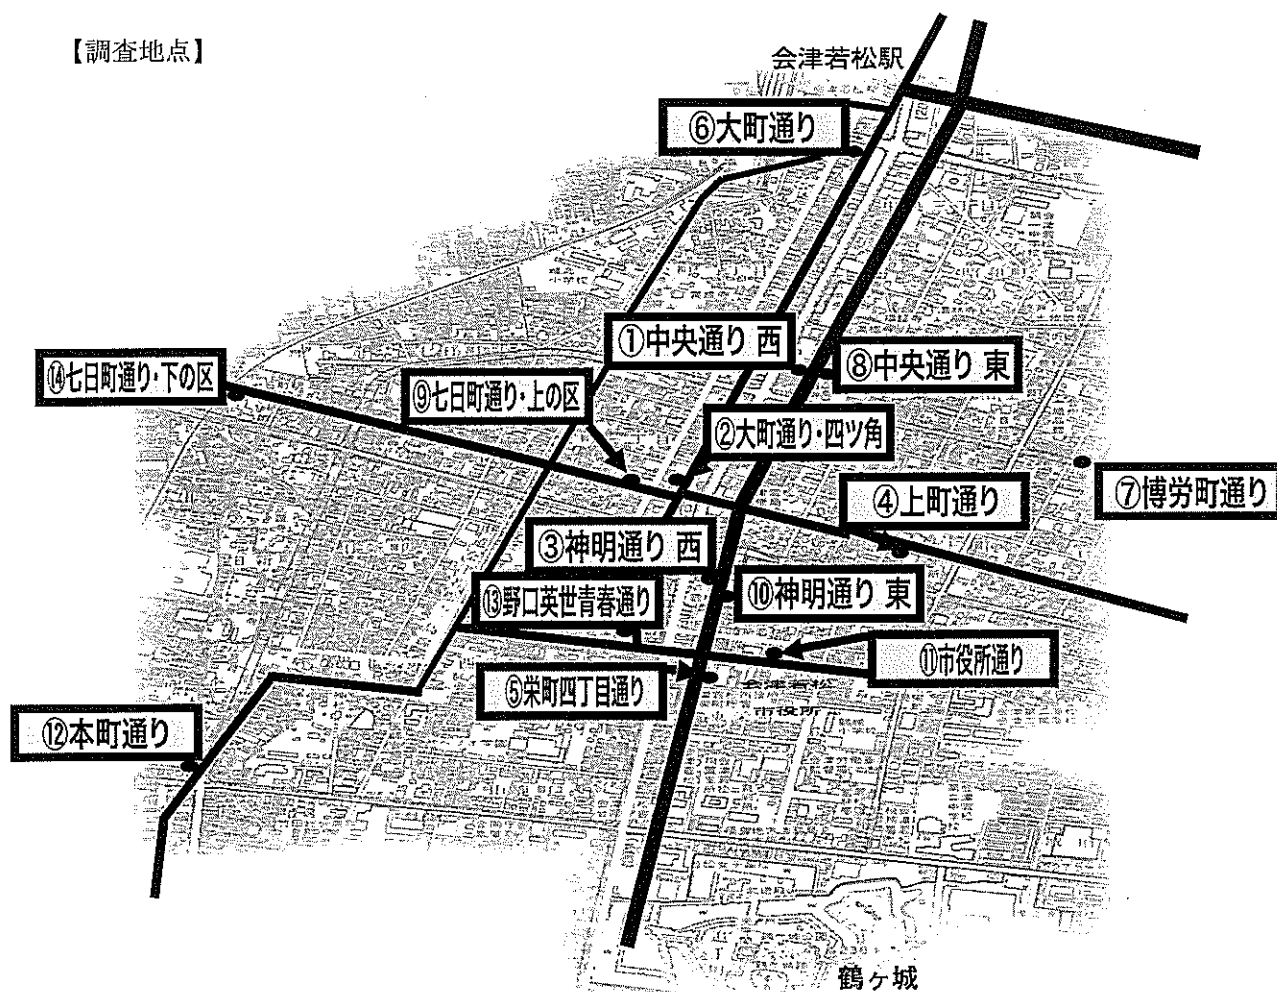 【調査地点】
会津若松駅
⑥大町通り
①中央通り 西
⑧中央通り 東
⑭七日町通り・下の区
⑨七日町通り・上の区
②大町通り・四ツ角
⑦博労町通り
④上町通り
③神明通り 西
⑬野口英世青春通り
⑩神明通り 東
⑪市役所通り
⑤栄町四丁目通り
会津若松
市役所
⑫本町通り
鶴ヶ城